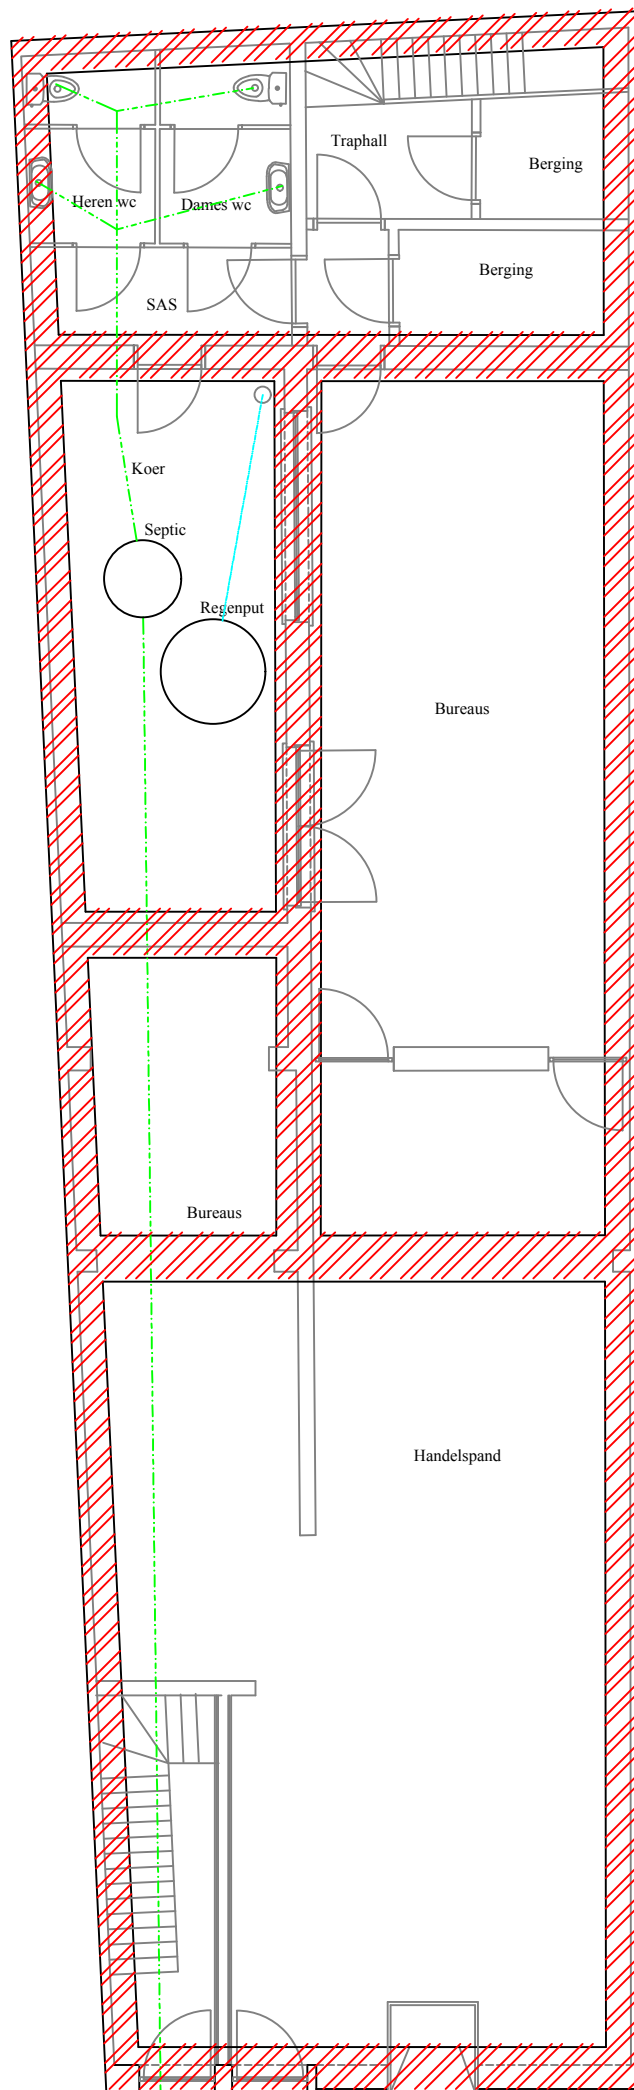 Traphall
Berging
Heren wc
Dames wc
Berging
SAS
Koer
Septic
Regenput
Bureaus
Bureaus
Handelspand